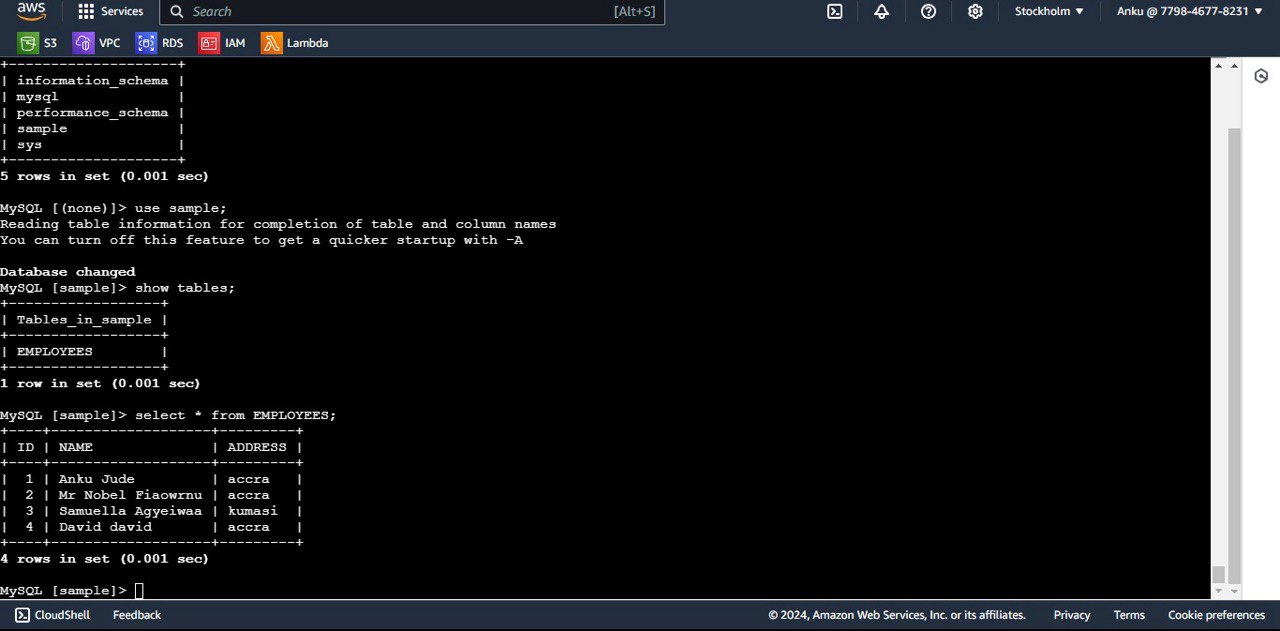 aws
Services
Search
[Alt+S]
Stockholm
Anku @ 7798-4677-8231
S3
VPC
RDS
IAM
Lambda
+--------------------+
| information_schema |
| mysql              |
| performance_schema |
| sample             |
| sys                |
+--------------------+
5 rows in set (0.001 sec)
MySQL [(none)]> use sample;
Reading table information for completion of table and column names
You can turn off this feature to get a quicker startup with -A
Database changed
MySQL [sample]> show tables;
+------------------+
| Tables_in_sample |
+------------------+
| EMPLOYEES        |
+------------------+
1 row in set (0.001 sec)
MySQL [sample]> select * from EMPLOYEES;
+----+-------------------+---------+
| ID | NAME              | ADDRESS |
+----+-------------------+---------+
|  1 | Anku Jude         | accra   |
|  2 | Mr Nobel Fiaowrnu | accra   |
|  3 | Samuella Agyeiwaa | kumasi  |
|  4 | David david       | accra   |
+----+-------------------+---------+
4 rows in set (0.001 sec)
MySQL [sample]>
CloudShell
Feedback
© 2024, Amazon Web Services, Inc. or its affiliates.
Privacy
Terms
Cookie preferences